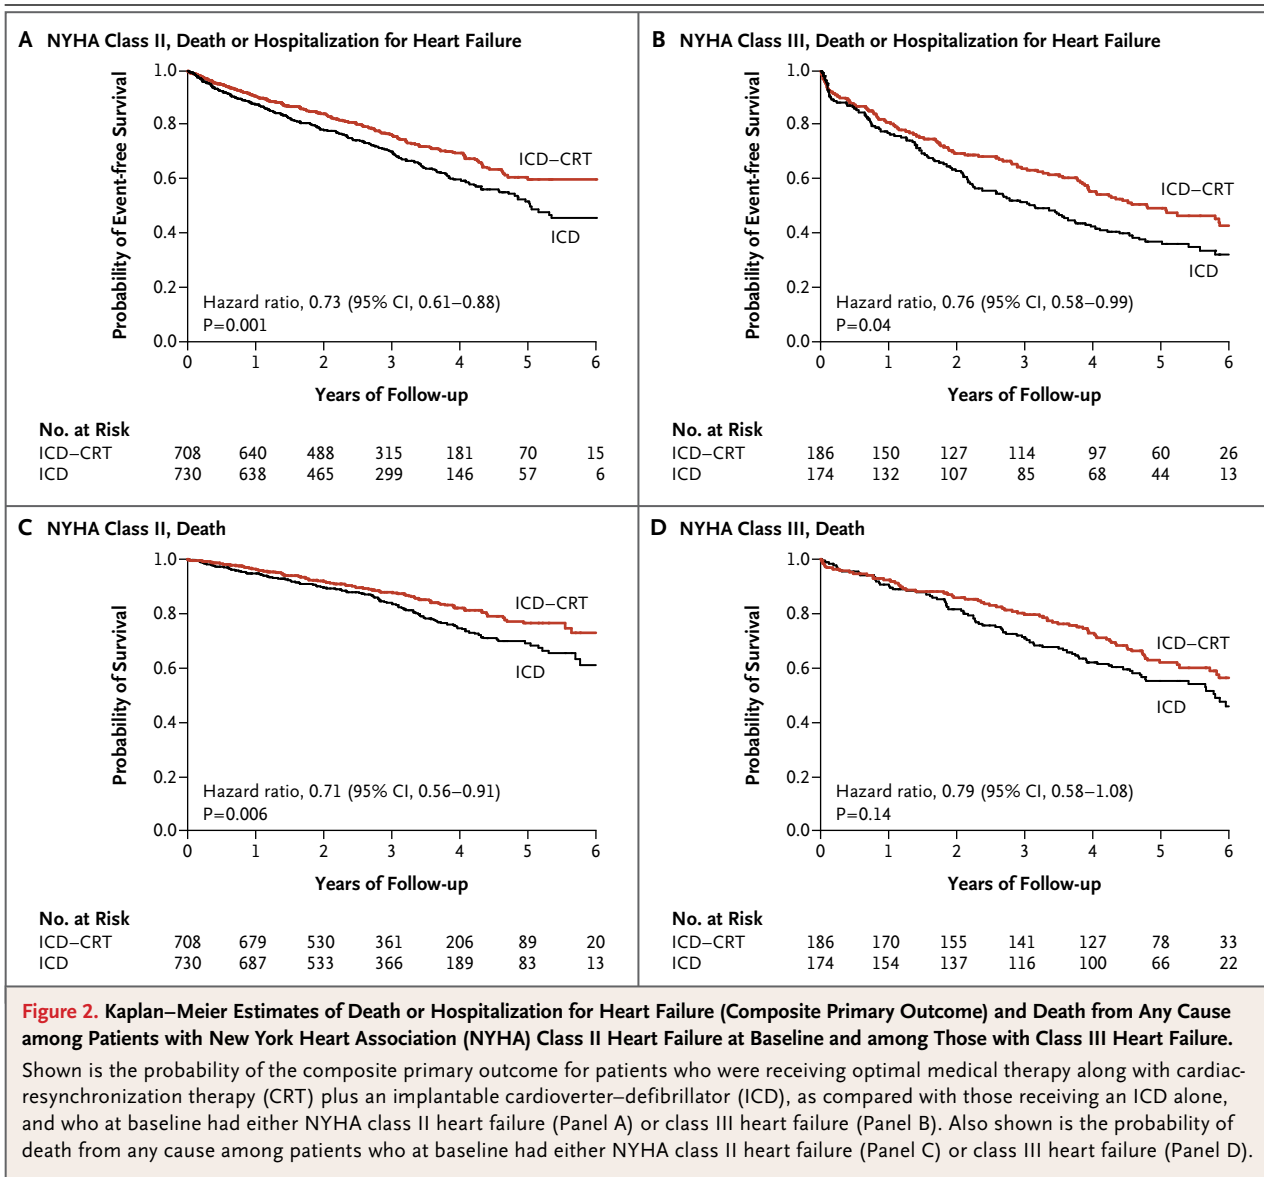 A NYHA Class II, Death or Hospitalization for Heart Failure
Probability of Event-free Survival
1.0
0.8
0.6
0.4
0.2
0.0
ICD–CRT
ICD
Hazard ratio, 0.73 (95% CI, 0.61–0.88)
P=0.001
0 1 2 3 4 5 6
Years of Follow-up
No. at Risk
ICD–CRT 708 640 488 315 181 70 15
ICD 730 638 465 299 146 57 6
B NYHA Class III, Death or Hospitalization for Heart Failure
Probability of Event-free Survival
1.0
0.8
0.6
0.4
0.2
0.0
ICD–CRT
ICD
Hazard ratio, 0.76 (95% CI, 0.58–0.99)
P=0.04
0 1 2 3 4 5 6
Years of Follow-up
No. at Risk
ICD–CRT 186 150 127 114 97 60 26
ICD 174 132 107 85 68 44 13
C NYHA Class II, Death
Probability of Survival
1.0
0.8
0.6
0.4
0.2
0.0
ICD–CRT
ICD
Hazard ratio, 0.71 (95% CI, 0.56–0.91)
P=0.006
0 1 2 3 4 5 6
Years of Follow-up
No. at Risk
ICD–CRT 708 679 530 361 206 89 20
ICD 730 687 533 366 189 83 13
D NYHA Class III, Death
Probability of Survival
1.0
0.8
0.6
0.4
0.2
0.0
ICD–CRT
ICD
Hazard ratio, 0.79 (95% CI, 0.58–1.08)
P=0.14
0 1 2 3 4 5 6
Years of Follow-up
No. at Risk
ICD–CRT 186 170 155 141 127 78 33
ICD 174 154 137 116 100 66 22
Figure 2. Kaplan–Meier Estimates of Death or Hospitalization for Heart Failure (Composite Primary Outcome) and Death from Any Cause
among Patients with New York Heart Association (NYHA) Class II Heart Failure at Baseline and among Those with Class III Heart Failure.
Shown is the probability of the composite primary outcome for patients who were receiving optimal medical therapy along with cardiac-
resynchronization therapy (CRT) plus an implantable cardioverter–defibrillator (ICD), as compared with those receiving an ICD alone,
and who at baseline had either NYHA class II heart failure (Panel A) or class III heart failure (Panel B). Also shown is the probability of
death from any cause among patients who at baseline had either NYHA class II heart failure (Panel C) or class III heart failure (Panel D).